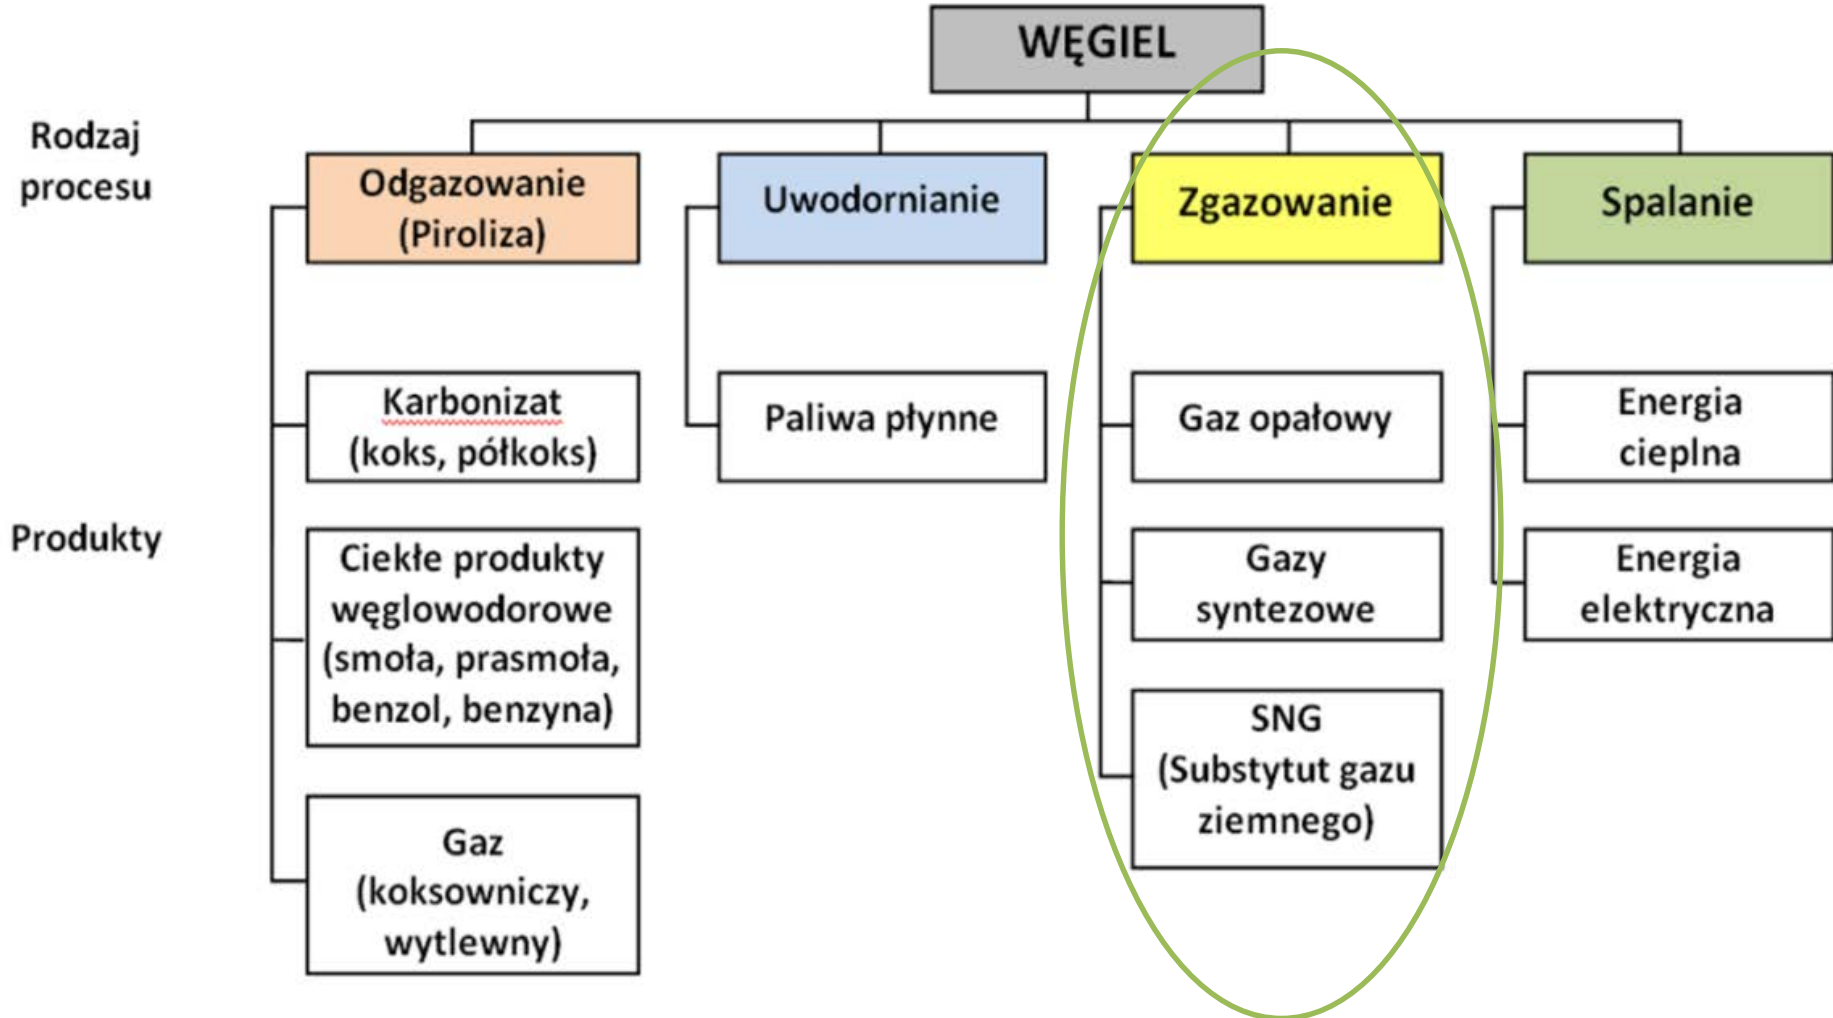 WĘGIEL
Rodzaj
procesu
Odgazowanie
(Piroliza)
Uwodornianie
Zgazowanie
Spalanie
Produkty
Karbonizat
(koks, półkoks)
Ciekłe produkty
węglowodorowe
(smoła, prasmoła,
benzol, benzyna)
Gaz
(koksowniczy,
wytlewny)
Paliwa płynne
Gaz opałowy
Gazy
syntezowe
SNG
(Substytut gazu
ziemnego)
Energia
cieplna
Energia
elektryczna